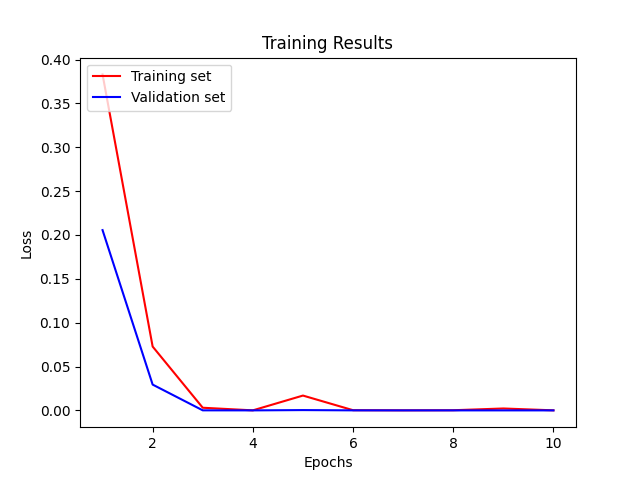 Training Results
Training set
Validation set
0.40
0.35
0.30
0.25
0.20
0.15
0.10
0.05
0.00
Loss
2 4 6 8 10
Epochs